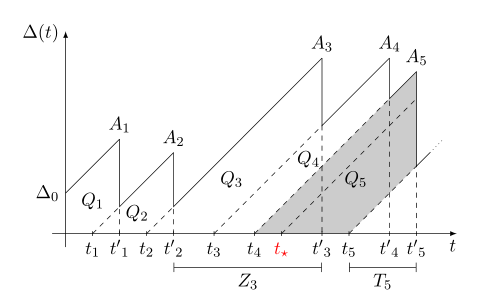 Δ(t)
A₃ A₄
A₅
A₁
A₂
Q₄
Q₃ Q₅
Δ₀
Q₁
Q₂
t₁ t′₁ t₂ t′₂ t₃ t₄ t⋆ t′₃ t₅ t′₄ t′₅ t
Z₃ T₅